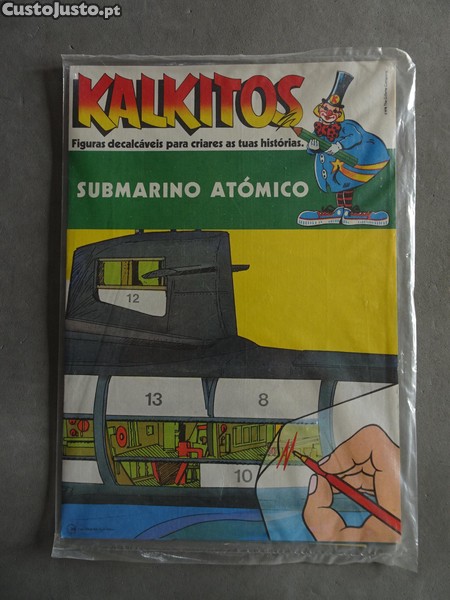 CustoJusto.pt
KALKITOS
Figuras decalcáveis para criares as tuas histórias.
SUBMARINO ATÓMICO
12
13
8
10